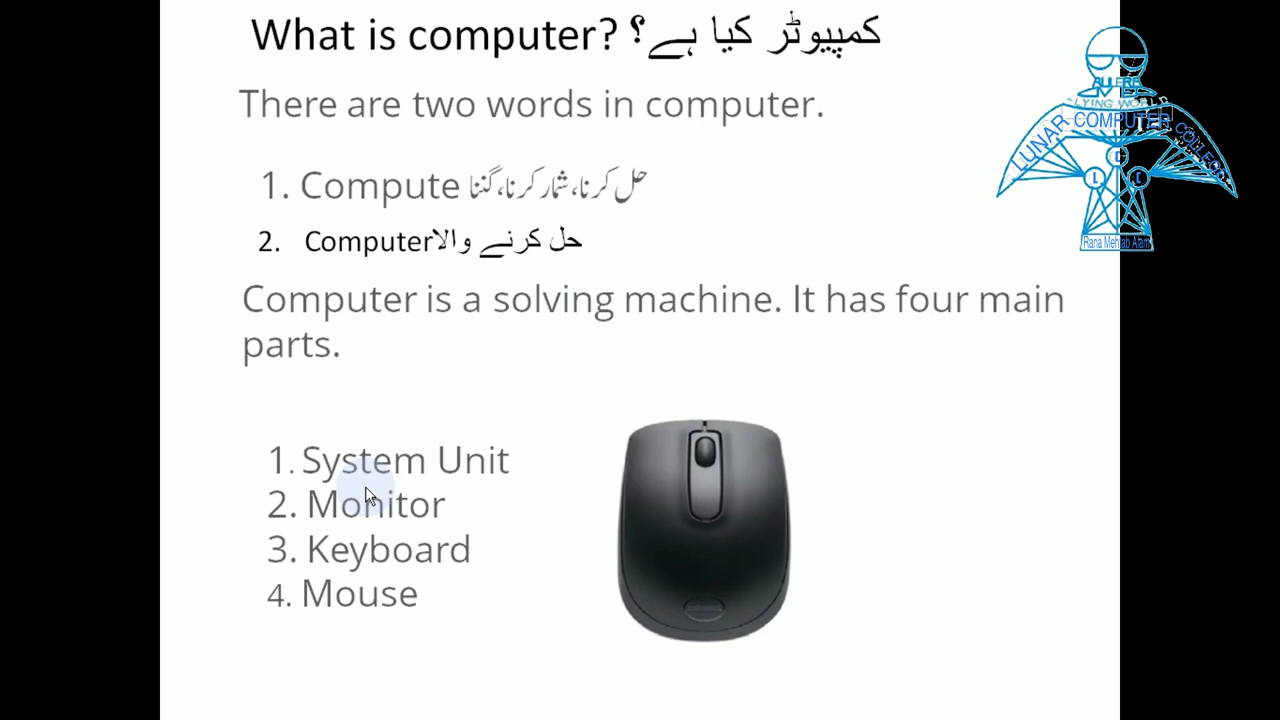 What is computer? کمپیوٹر کیا ہے؟
There are two words in computer.
1. Compute حل کرنا،شمار کرنا،گننا
2. Computerحل کرنے والا
Computer is a solving machine. It has four main
parts.
1. System Unit
2. Monitor
3. Keyboard
4. Mouse
LUNAR COMPUTER COLLEGE
Rana Mehtab Alam